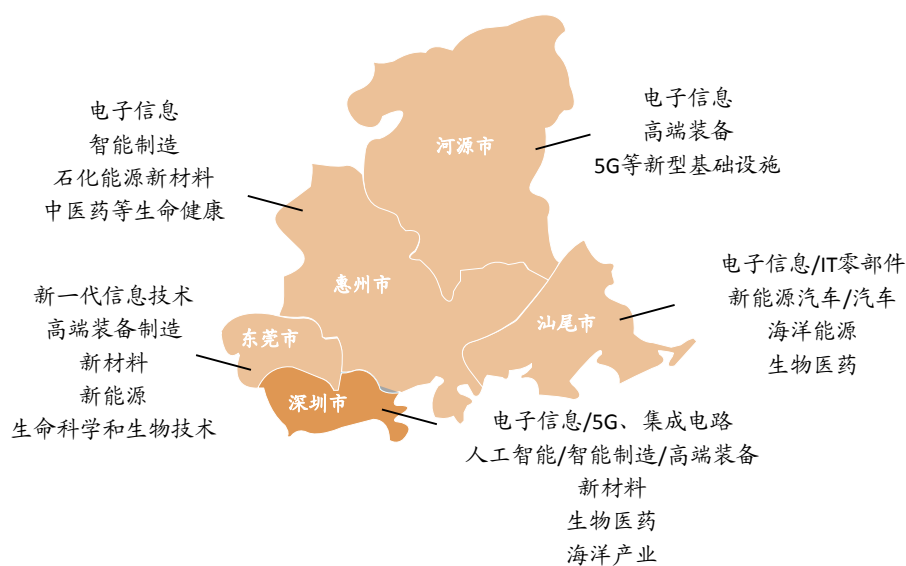 电子信息
智能制造
石化能源新材料
中医药等生命健康
电子信息
高端装备
5G等新型基础设施
河源市
惠州市
电子信息/IT零部件
新能源汽车/汽车
海洋能源
生物医药
汕尾市
新一代信息技术
高端装备制造
新材料
新能源
生命科学和生物技术
东莞市
深圳市
电子信息/5G、集成电路
人工智能/智能制造/高端装备
新材料
生物医药
海洋产业